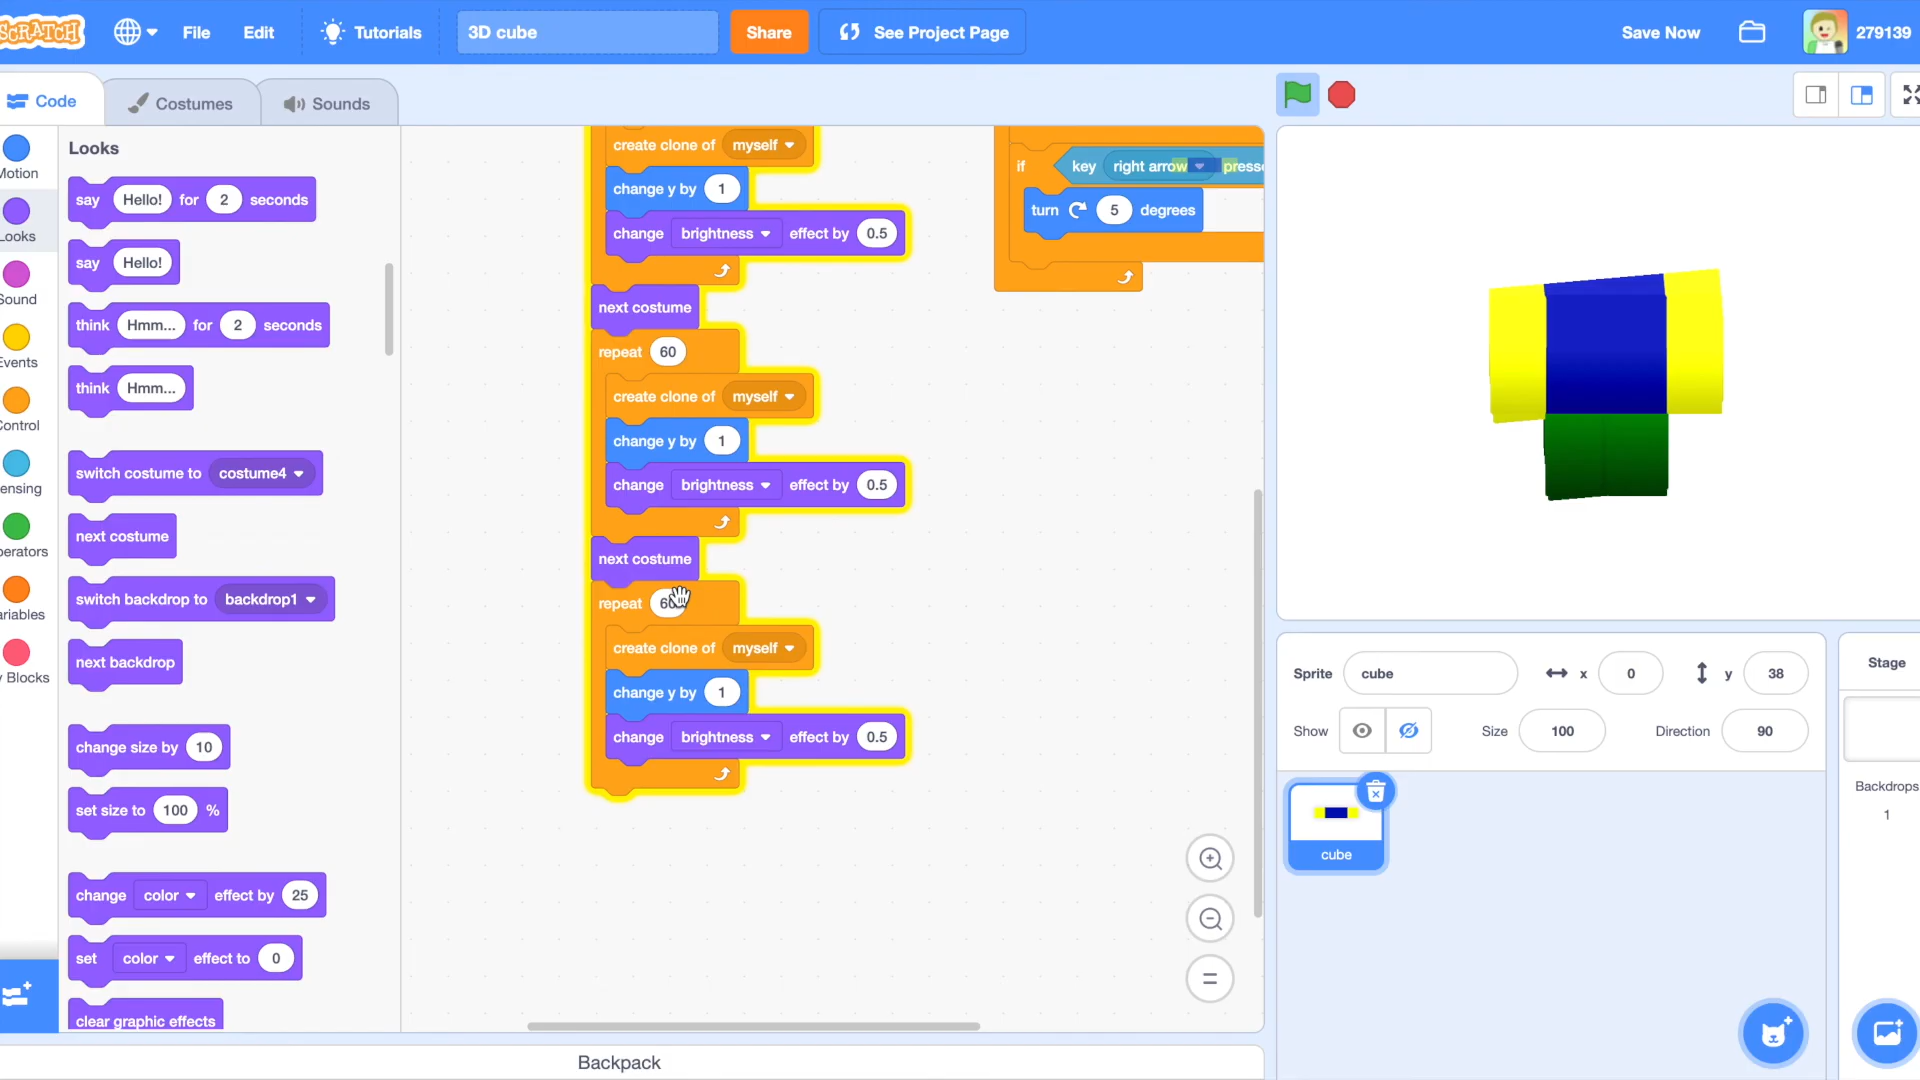 SCRATCH File Edit Tutorials 3D cube Share See Project Page Save Now 279139
Code Costumes Sounds
Motion
Looks
Sound
Events
Control
ensing
perators
ariables
y Blocks
Looks
say Hello! for 2 seconds
say Hello!
think Hmm... for 2 seconds
think Hmm...
switch costume to costume4
next costume
switch backdrop to backdrop1
next backdrop
change size by 10
set size to 100 %
change color effect by 25
set color effect to 0
clear graphic effects
create clone of myself
change y by 1
change brightness effect by 0.5
next costume
repeat 60
create clone of myself
change y by 1
change brightness effect by 0.5
next costume
repeat 60
create clone of myself
change y by 1
change brightness effect by 0.5
if key right arrow presse
turn 5 degrees
Backpack
Sprite cube x 0 y 38
Show Size 100 Direction 90
cube
Stage
Backdrops
1